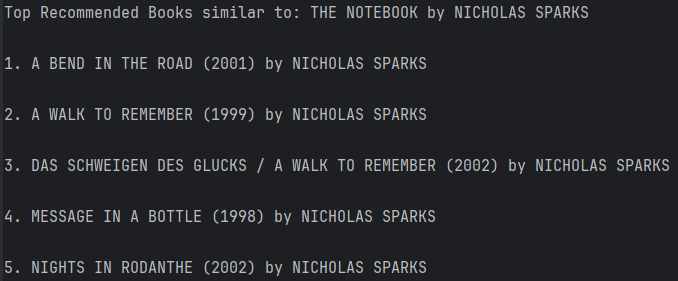 Top Recommended Books similar to: THE NOTEBOOK by NICHOLAS SPARKS
1. A BEND IN THE ROAD (2001) by NICHOLAS SPARKS
2. A WALK TO REMEMBER (1999) by NICHOLAS SPARKS
3. DAS SCHWEIGEN DES GLUCKS / A WALK TO REMEMBER (2002) by NICHOLAS SPARKS
4. MESSAGE IN A BOTTLE (1998) by NICHOLAS SPARKS
5. NIGHTS IN RODANTHE (2002) by NICHOLAS SPARKS